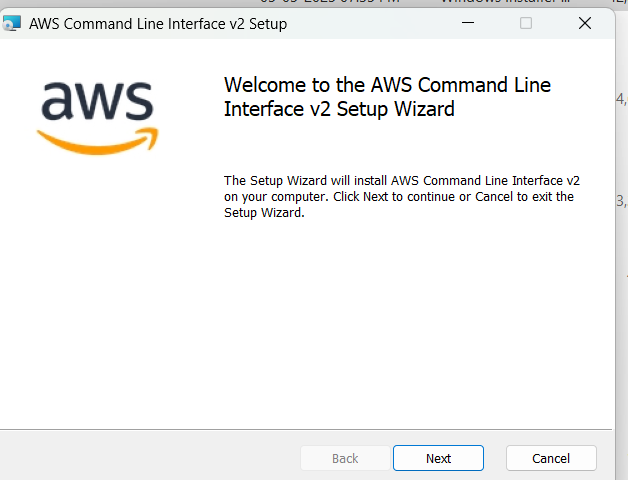 AWS Command Line Interface v2 Setup
aws
Welcome to the AWS Command Line
Interface v2 Setup Wizard
The Setup Wizard will install AWS Command Line Interface v2
on your computer. Click Next to continue or Cancel to exit the
Setup Wizard.
Back
Next
Cancel